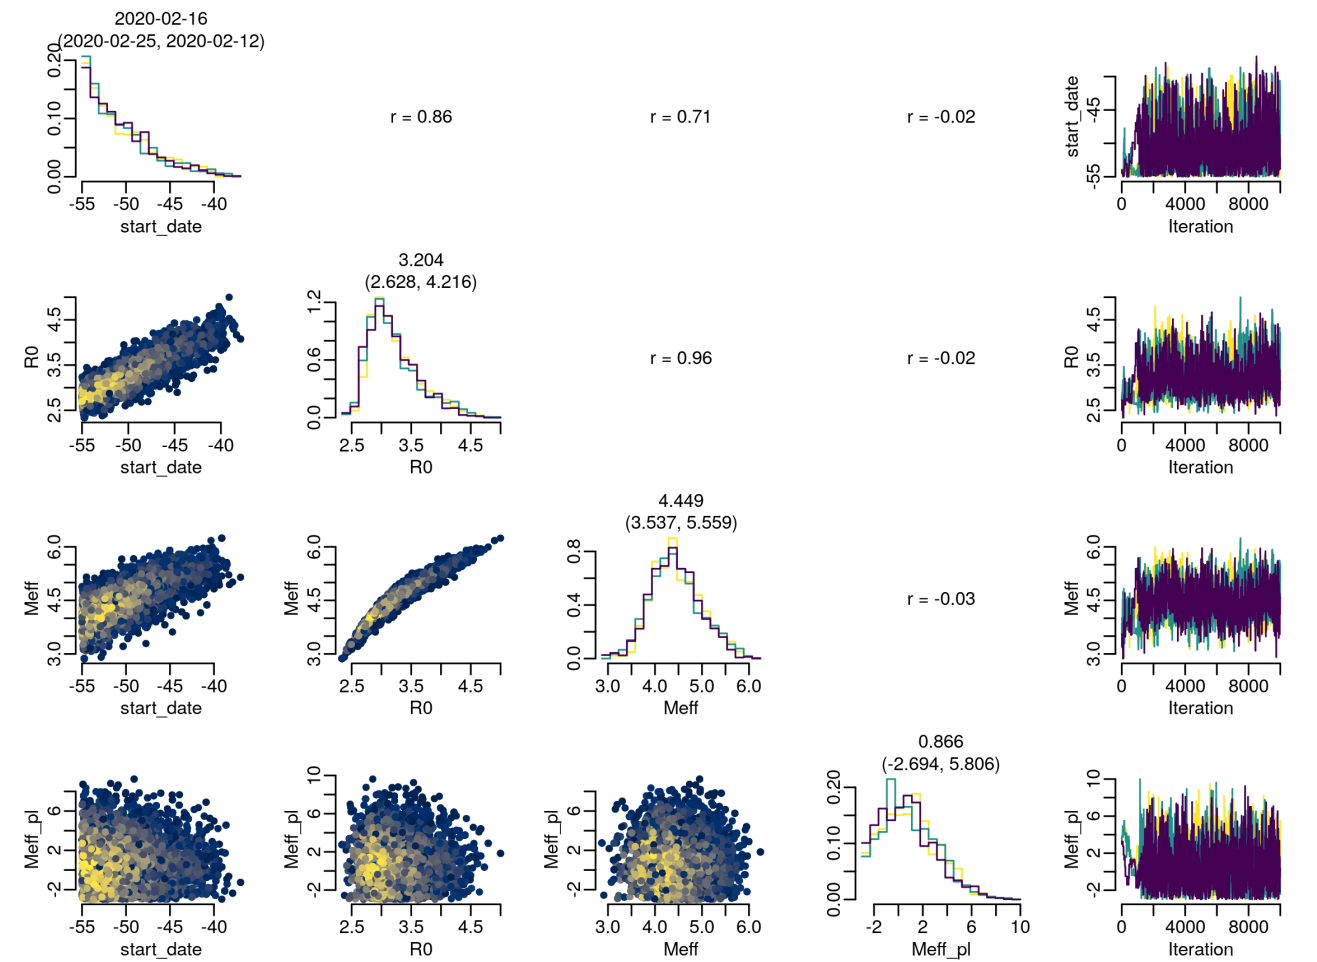 2020-02-16
(2020-02-25, 2020-02-12)
0.00 0.10 0.20
-55 -50 -45 -40
start_date
r = 0.86
r = 0.71
r = -0.02
start_date
-55 -45
0 4000 8000
Iteration
R0
2.5 3.5 4.5
-55 -50 -45 -40
start_date
3.204
(2.628, 4.216)
0.0 0.6 1.2
2.5 3.5 4.5
R0
r = 0.96
r = -0.02
R0
2.5 3.5 4.5
0 4000 8000
Iteration
Meff
3.0 4.5 6.0
-55 -50 -45 -40
start_date
Meff
3.0 4.5 6.0
2.5 3.5 4.5
R0
4.449
(3.537, 5.559)
0.0 0.4 0.8
3.0 4.0 5.0 6.0
Meff
r = -0.03
Meff
3.0 4.5 6.0
0 4000 8000
Iteration
Meff_pl
-2 2 6
-55 -50 -45 -40
start_date
Meff_pl
-2 2 6 10
2.5 3.5 4.5
R0
Meff_pl
-2 2 6
3.0 4.0 5.0 6.0
Meff
0.866
(-2.694, 5.806)
0.00 0.10 0.20
-2 2 6 10
Meff_pl
Meff_pl
-2 2 6 10
0 4000 8000
Iteration